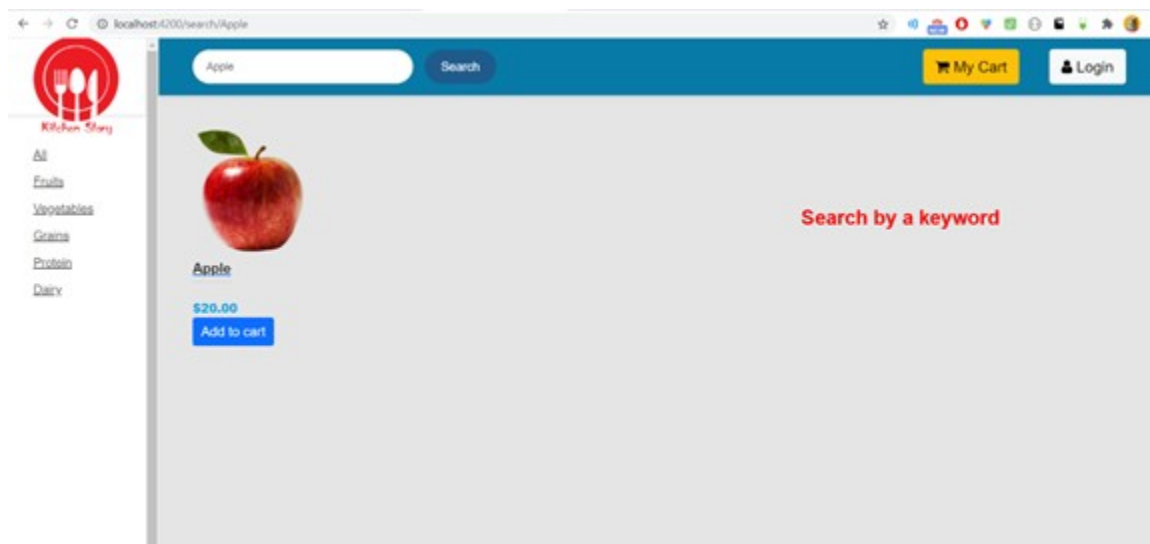 localhost:4200/search/Apple
Kitchen Story
Apple
Search
My Cart
Login
All
Fruits
Vegetables
Grains
Protein
Dairy
Apple
$20.00
Add to cart
Search by a keyword